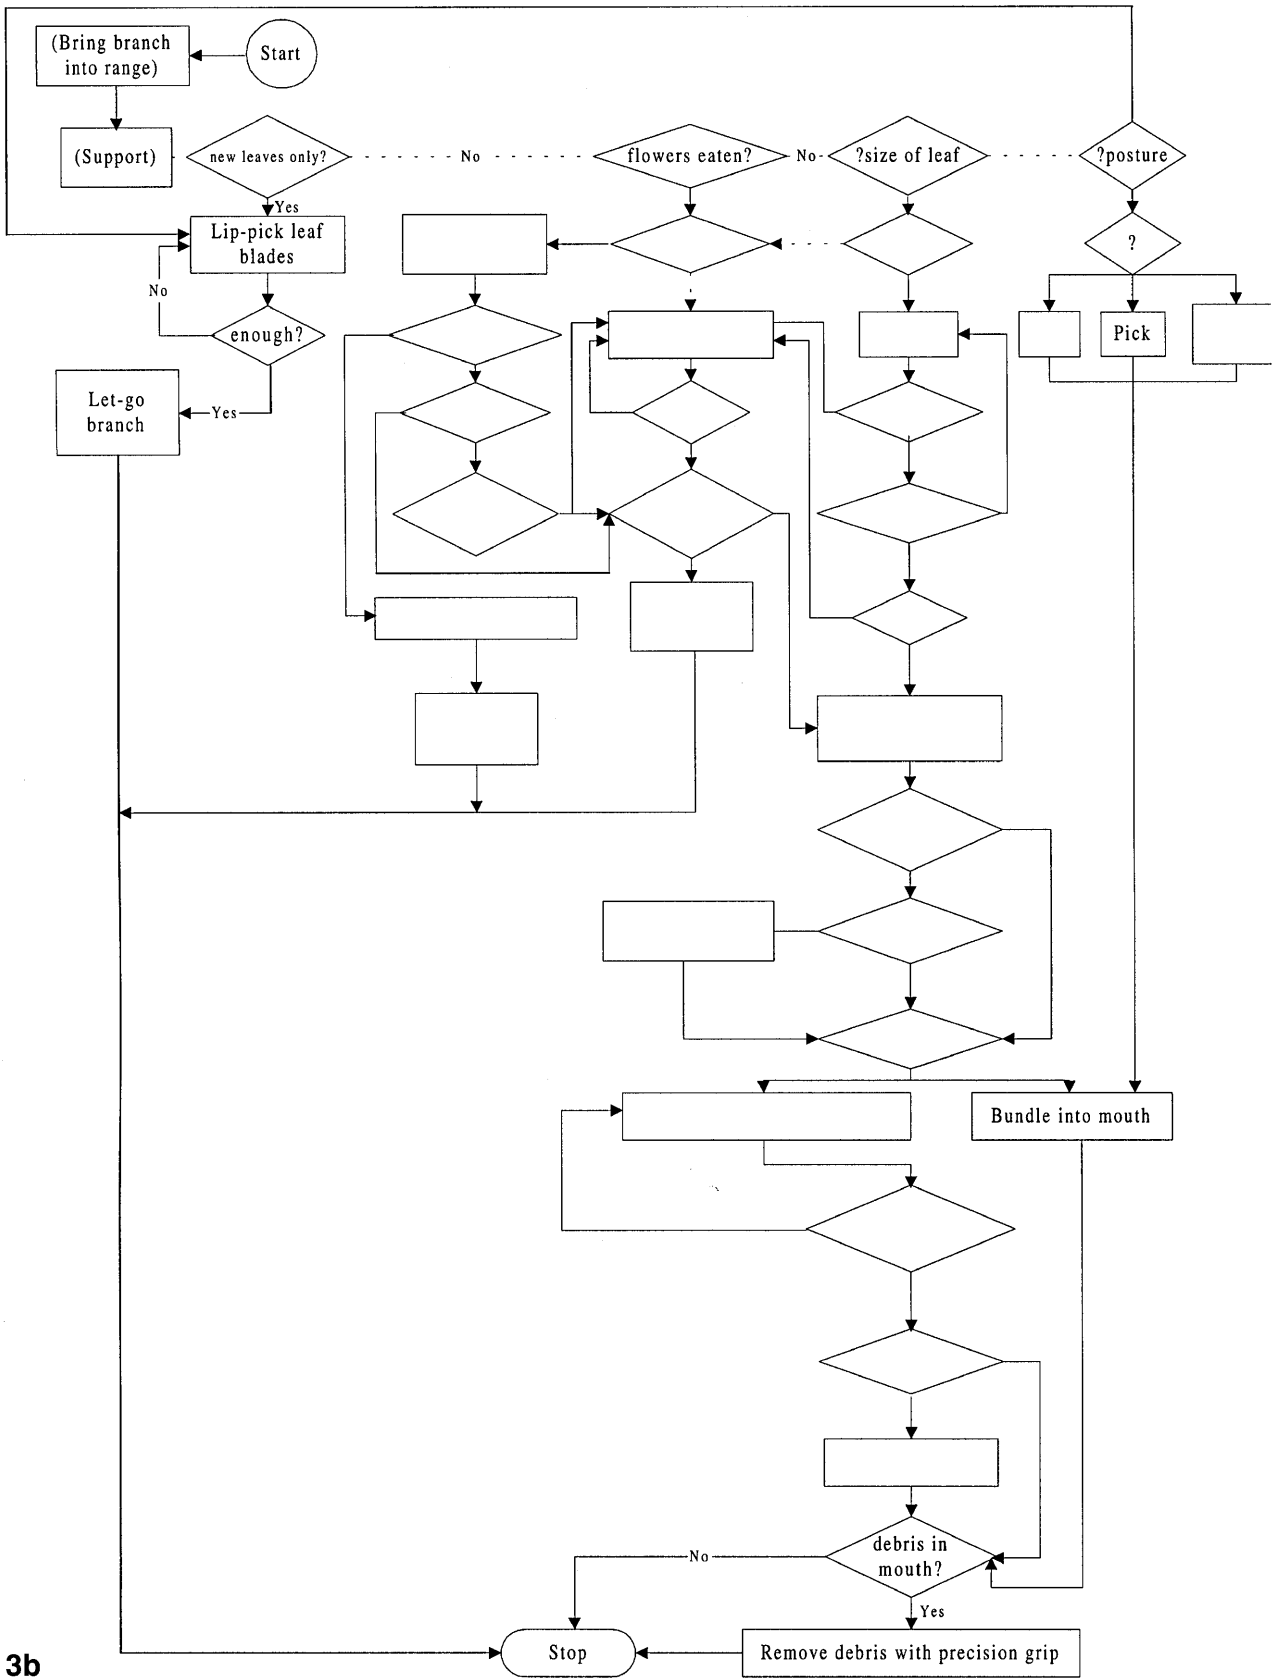 (Bring branch
into range)
Start
(Support)
new leaves only?
No
flowers eaten?
No
?size of leaf
?posture
Yes
Lip-pick leaf
blades
?
No
enough?
Pick
Let-go
branch
Yes
Bundle into mouth
debris in
mouth?
No
Yes
Stop
Remove debris with precision grip
3b